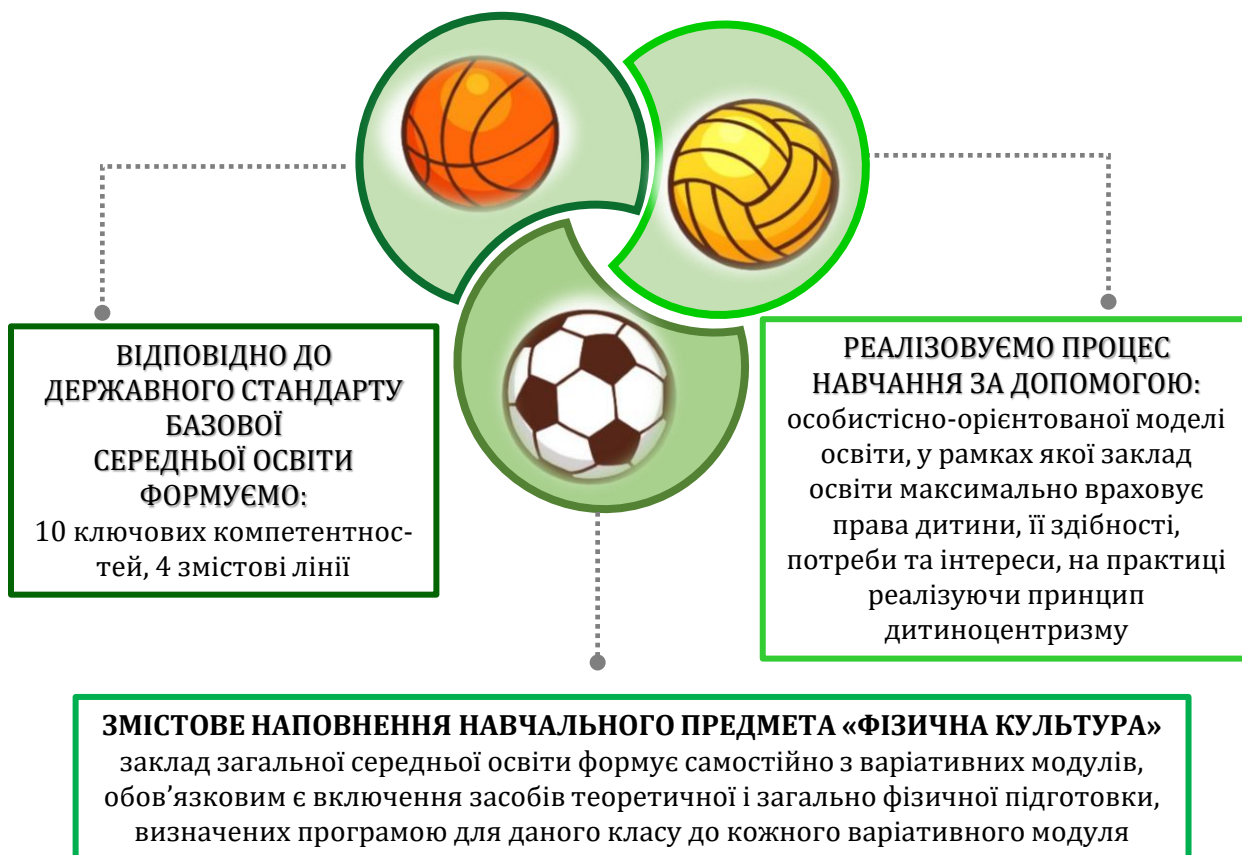 ВІДПОВІДНО ДО
ДЕРЖАВНОГО СТАНДАРТУ
БАЗОВОЇ
СЕРЕДНЬОЇ ОСВІТИ
ФОРМУЄМО:
10 ключових компетентнос-
тей, 4 змістові лінії
РЕАЛІЗОВУЄМО ПРОЦЕС
НАВЧАННЯ ЗА ДОПОМОГОЮ:
особистісно-орієнтованої моделі
освіти, у рамках якої заклад
освіти максимально враховує
права дитини, її здібності,
потреби та інтереси, на практиці
реалізуючи принцип
дитиноцентризму
ЗМІСТОВЕ НАПОВНЕННЯ НАВЧАЛЬНОГО ПРЕДМЕТА «ФІЗИЧНА КУЛЬТУРА»
заклад загальної середньої освіти формує самостійно з варіативних модулів,
обов’язковим є включення засобів теоретичної і загально фізичної підготовки,
визначених програмою для даного класу до кожного варіативного модуля